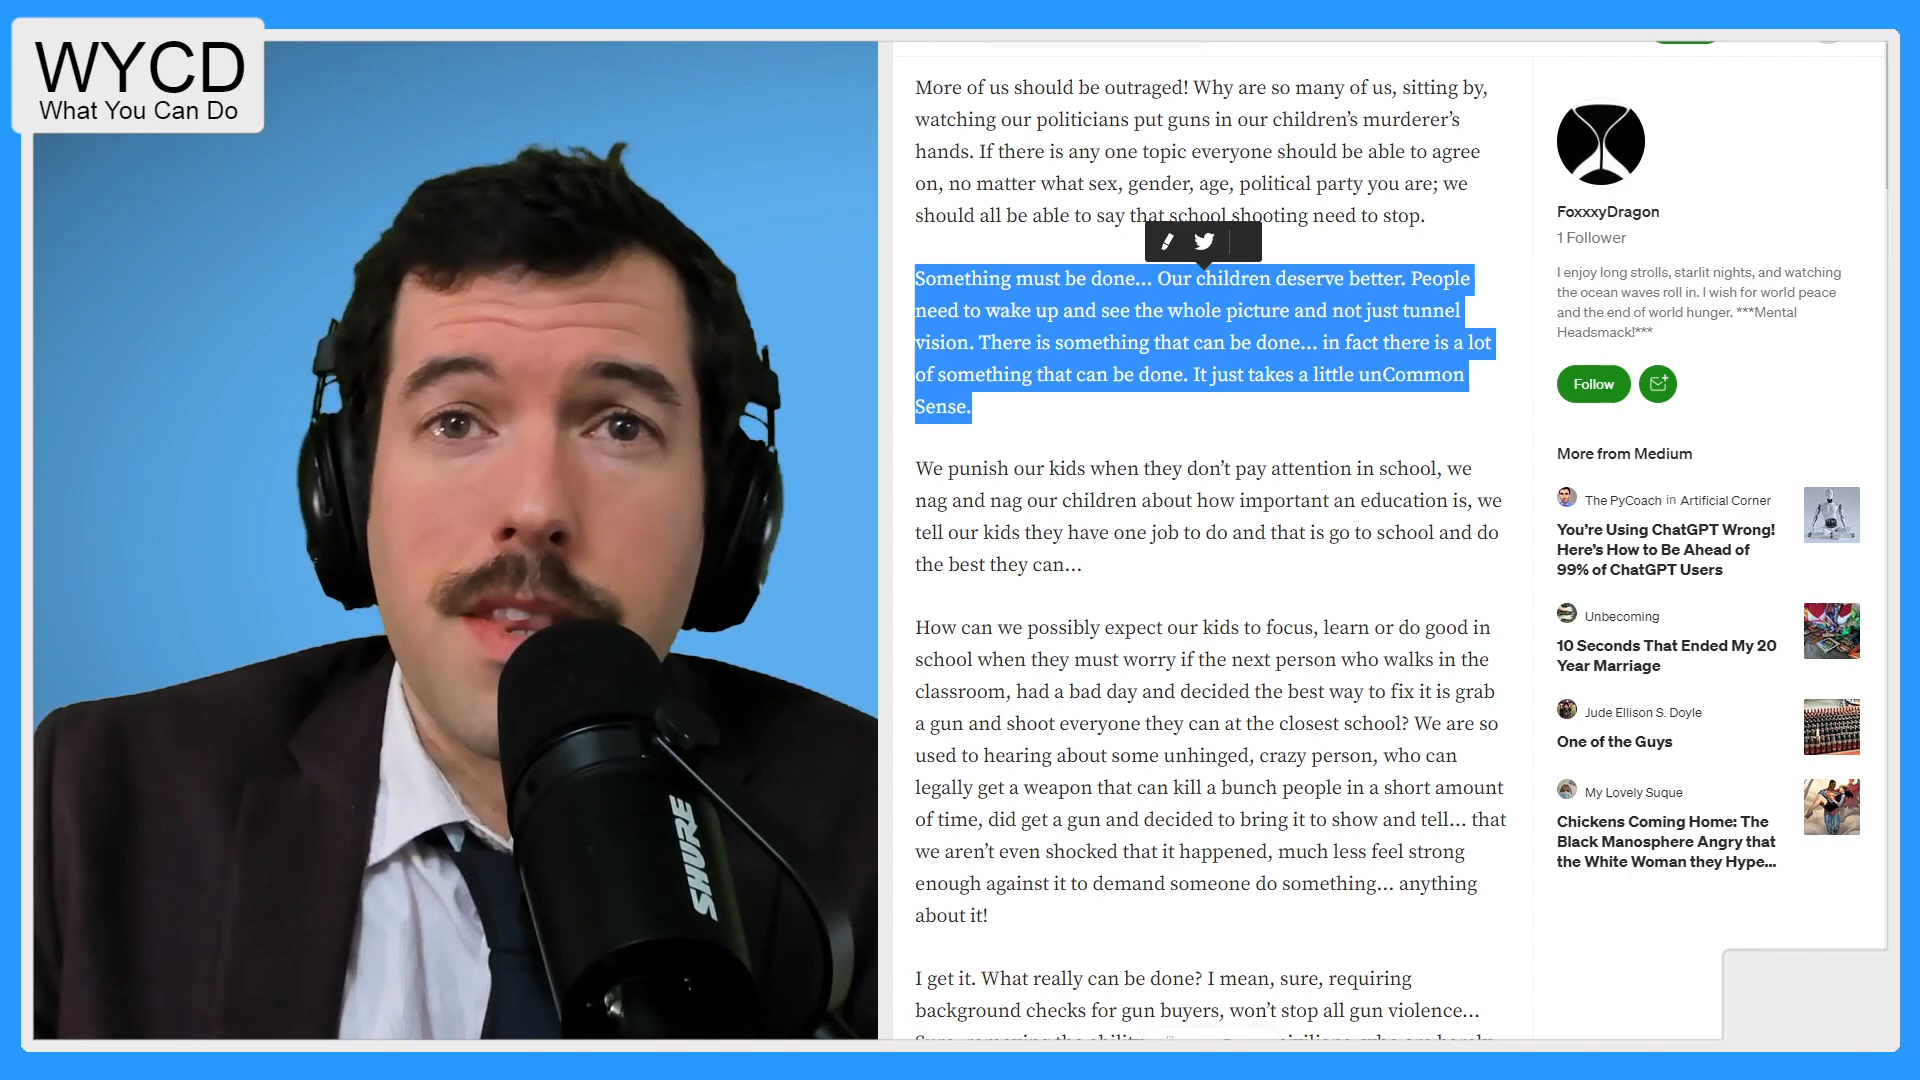 WYCD
What You Can Do
More of us should be outraged! Why are so many of us, sitting by,
watching our politicians put guns in our children’s murderer’s
hands. If there is any one topic everyone should be able to agree
on, no matter what sex, gender, age, political party you are; we
should all be able to say that school shooting need to stop.
Something must be done… Our children deserve better. People
need to wake up and see the whole picture and not just tunnel
vision. There is something that can be done… in fact there is a lot
of something that can be done. It just takes a little unCommon
Sense.
We punish our kids when they don’t pay attention in school, we
nag and nag our children about how important an education is, we
tell our kids they have one job to do and that is go to school and do
the best they can…
How can we possibly expect our kids to focus, learn or do good in
school when they must worry if the next person who walks in the
classroom, had a bad day and decided the best way to fix it is grab
a gun and shoot everyone they can at the closest school? We are so
used to hearing about some unhinged, crazy person, who can
legally get a weapon that can kill a bunch people in a short amount
of time, did get a gun and decided to bring it to show and tell… that
we aren’t even shocked that it happened, much less feel strong
enough against it to demand someone do something… anything
about it!
I get it. What really can be done? I mean, sure, requiring
background checks for gun buyers, won’t stop all gun violence…
FoxxxyDragon
1 Follower
I enjoy long strolls, starlit nights, and watching
the ocean waves roll in. I wish for world peace
and the end of world hunger. ***Mental
Headsmack!***
Follow
More from Medium
The PyCoach in Artificial Corner
You’re Using ChatGPT Wrong!
Here’s How to Be Ahead of
99% of ChatGPT Users
Unbecoming
10 Seconds That Ended My 20
Year Marriage
Jude Ellison S. Doyle
One of the Guys
My Lovely Suque
Chickens Coming Home: The
Black Manosphere Angry that
the White Woman they Hype…
SHURE